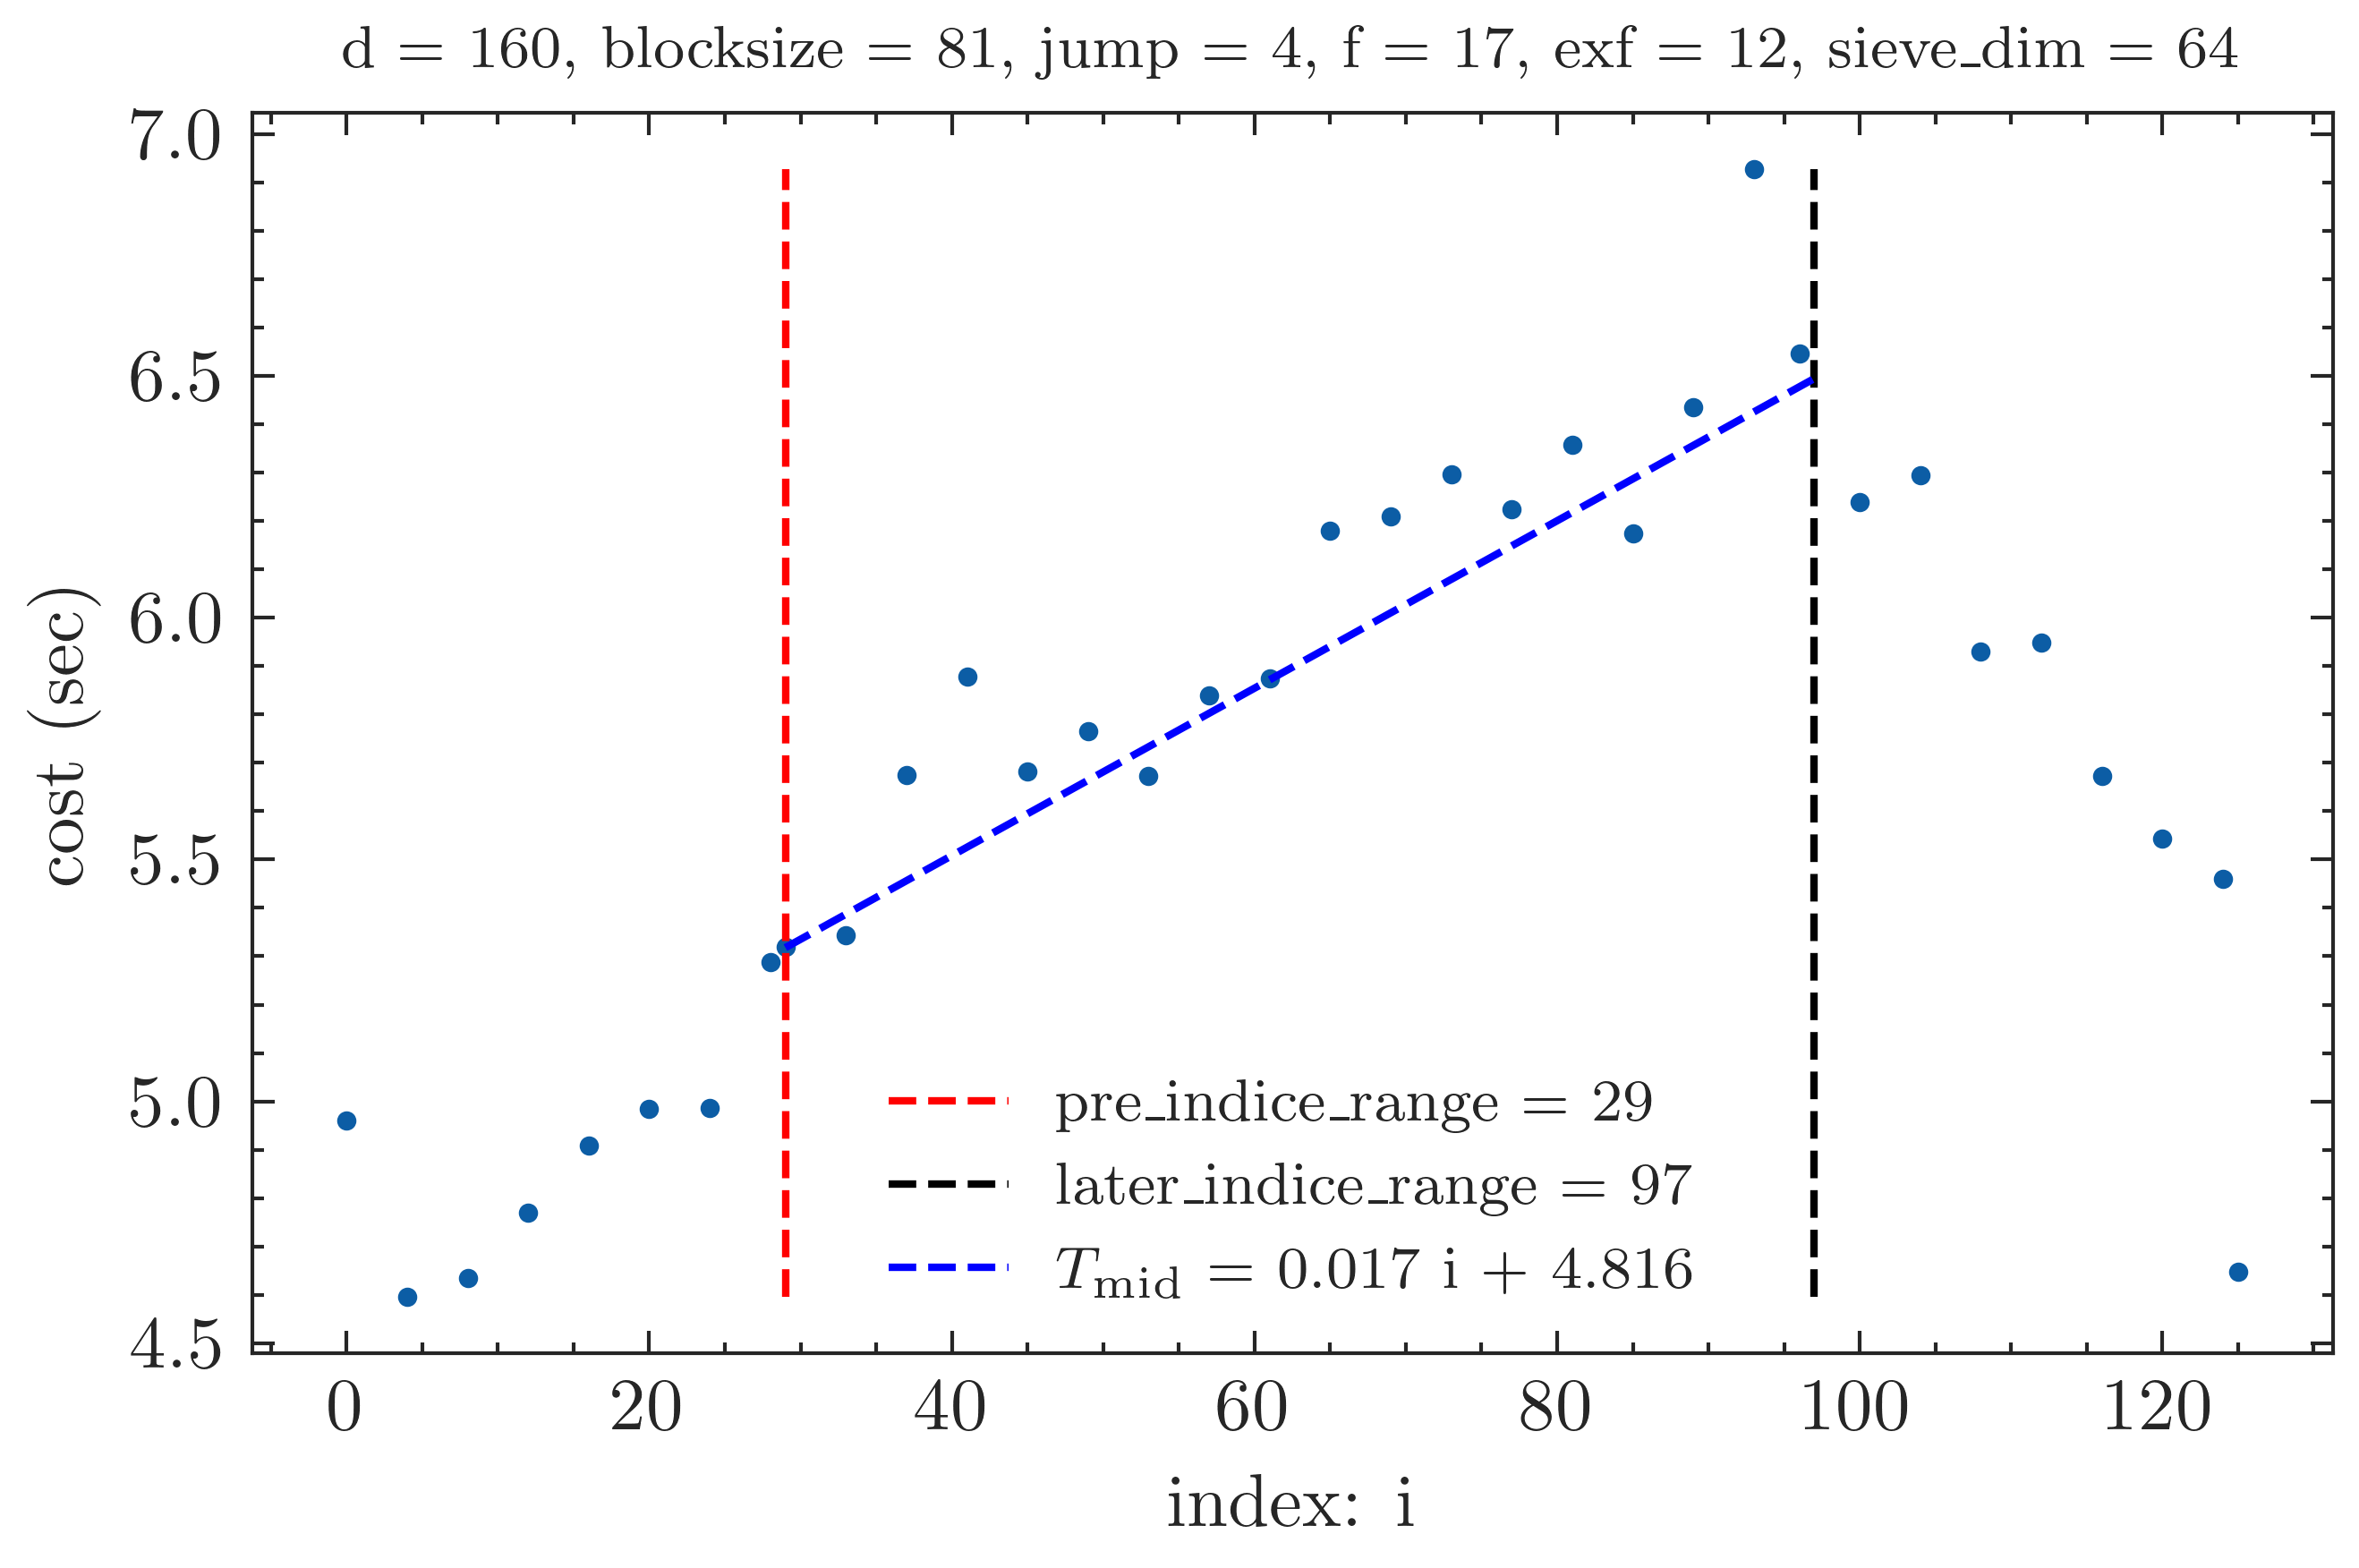 d = 160, blocksize = 81, jump = 4, f = 17, exf = 12, sieve_dim = 64
7.0
6.5
6.0
5.5
5.0
4.5
cost (sec)
pre_indice_range = 29
later_indice_range = 97
T_mid = 0.017 i + 4.816
0 20 40 60 80 100 120
index: i